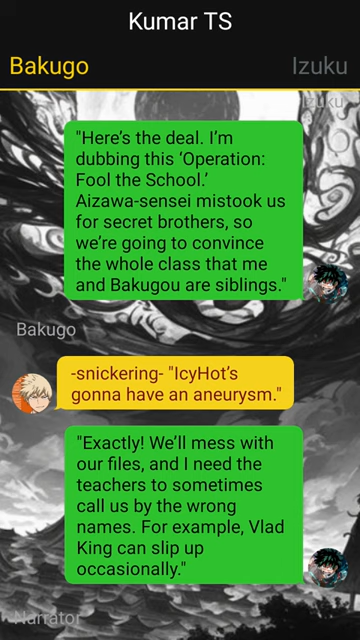 Kumar TS
Bakugo
Izuku
Izuku
"Here's the deal. I'm
dubbing this 'Operation:
Fool the School.'
Aizawa-sensei mistook us
for secret brothers, so
we're going to convince
the whole class that me
and Bakugou are siblings."
Bakugo
-snickering- "IcyHot's
gonna have an aneurysm."
"Exactly! We'll mess with
our files, and I need the
teachers to sometimes
call us by the wrong
names. For example, Vlad
King can slip up
occasionally."
Narrator